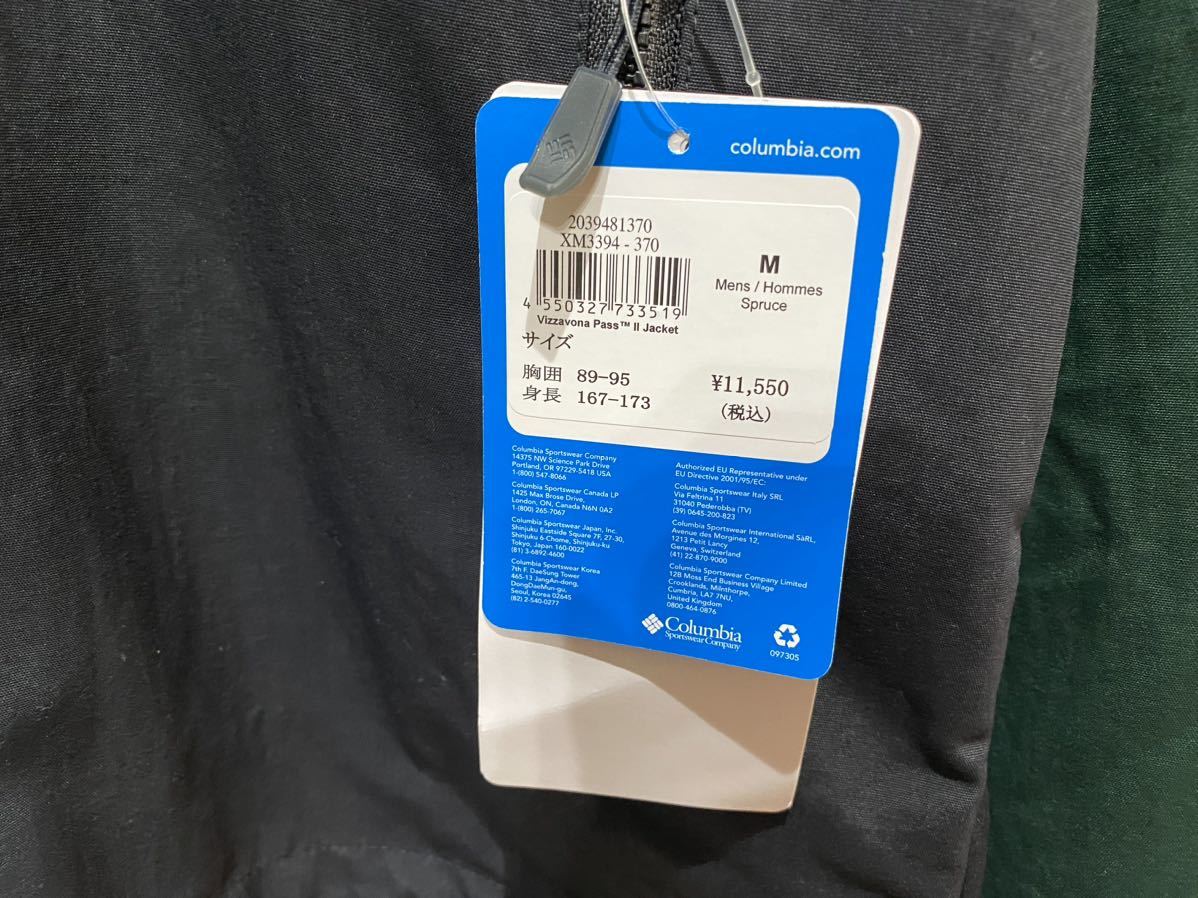 columbia.com
2039481370
XM3394 - 370
4 550327 733519
Vizzavona Pass™ II Jacket
M
Mens / Hommes
Spruce
サイズ
胸囲 89-95
身長 167-173
¥11,550
(税込)
Columbia Sportswear Company
14375 NW Science Park Drive
Portland, OR 97229-5418 USA
1-(800) 547-8066
Columbia Sportswear Canada LP
1425 Max Brose Drive,
London, ON, Canada N6N 0A2
1-(800) 265-7067
Columbia Sportswear Japan, Inc.
Shinjuku Eastside Square 7F, 27-30,
Shinjuku 6-Chome, Shinjuku-ku
Tokyo, Japan 160-0022
(81) 3-6892-4600
Columbia Sportswear Korea
7th F. DaeSung Tower
465-13 JangAn-dong,
DongDaeMun-gu,
Seoul, Korea 02645
(82) 2-540-0277
Authorized EU Representative under
EU Directive 2001/95/EC:
Columbia Sportswear Italy SRL
Via Feltrina 11
31040 Pederobba (TV)
(39) 0645-200-823
Columbia Sportswear International SàRL,
Avenue des Morgines 12,
1213 Petit Lancy
Geneva, Switzerland
(41) 22-870-9000
Columbia Sportswear Company Limited
12B Moss End Business Village
Crooklands, Milnthorpe,
Cumbria, LA7 7NU,
United Kingdom
0800-464-0876
Columbia
Sportswear Company
097305